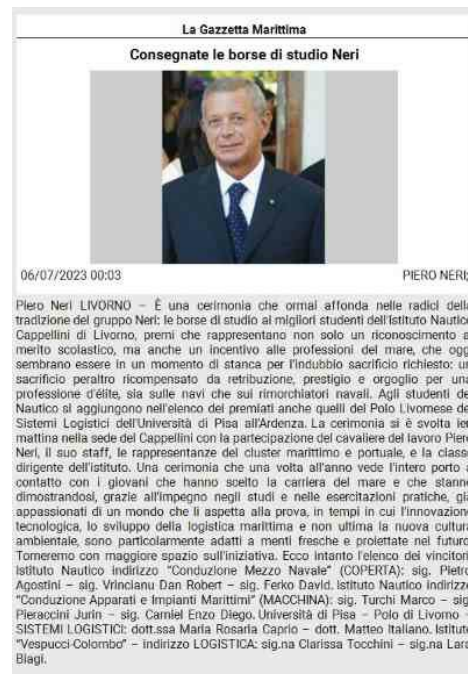 La Gazzetta Marittima
Consegnate le borse di studio Neri
06/07/2023 00:03
PIERO NERI;
Piero Neri LIVORNO – È una cerimonia che ormai affonda nelle radici della
tradizione del gruppo Neri: le borse di studio ai migliori studenti dell'Istituto Nautico
Cappellini di Livorno, premi che rappresentano non solo un riconoscimento al
merito scolastico, ma anche un incentivo alle professioni del mare, che oggi
sembrano essere in un momento di stanca per l'indubbio sacrificio richiesto: un
sacrificio peraltro ricompensato da retribuzione, prestigio e orgoglio per una
professione d'élite, sia sulle navi che sui rimorchiatori navali. Agli studenti del
Nautico si aggiungono nell'elenco dei premiati anche quelli del Polo Livornese dei
Sistemi Logistici dell'Università di Pisa all'Ardenza. La cerimonia si è svolta ieri
mattina nella sede del Cappellini con la partecipazione del cavaliere del lavoro Piero
Neri, il suo staff, le rappresentanze del cluster marittimo e portuale, e la classe
dirigente dell'istituto. Una cerimonia che una volta all'anno vede l'intero porto a
contatto con i giovani che hanno scelto la carriera del mare e che stanno
dimostrandosi, grazie all'impegno negli studi e nelle esercitazioni pratiche, già
appassionati di un mondo che li aspetta alla prova, in tempi in cui l'innovazione
tecnologica, lo sviluppo della logistica marittima e non ultima la nuova cultura
ambientale, sono particolarmente adatti a menti fresche e proiettate nel futuro.
Torneremo con maggiore spazio sull'iniziativa. Ecco intanto l'elenco dei vincitori:
Istituto Nautico indirizzo "Conduzione Mezzo Navale" (COPERTA): sig. Pietro
Agostini – sig. Vrincianu Dan Robert – sig. Ferko David. Istituto Nautico indirizzo
"Conduzione Apparati e Impianti Marittimi" (MACCHINA): sig. Turchi Marco – sig.
Pieraccini Jurin – sig. Carniel Enzo Diego. Università di Pisa – Polo di Livorno –
SISTEMI LOGISTICI: dott.ssa Maria Rosaria Caprio – dott. Matteo Italiano. Istituto
"Vespucci-Colombo" – indirizzo LOGISTICA: sig.na Clarissa Tocchini – sig.na Lara
Biagi.